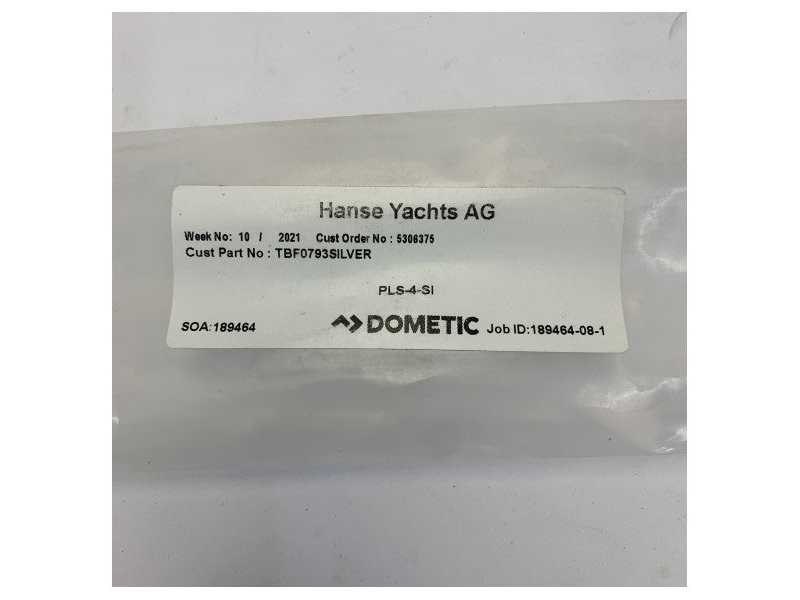 Hanse Yachts AG
Week No: 10 / 2021 Cust Order No : 5306375
Cust Part No : TBF0793SILVER
PLS-4-SI
SOA:189464 DOMETIC Job ID:189464-08-1